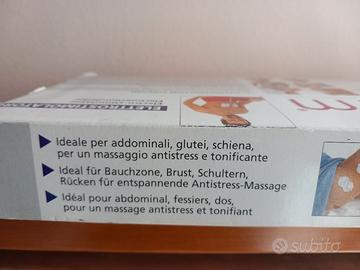 ELETTROSTIMOLATORE
Ideale per addominali, glutei, schiena,
per un massaggio antistress e tonificante
Ideal für Bauchzone, Brust, Schultern,
Rücken für entspannende Antistress-Massage
Idéal pour abdominal, fessiers, dos,
pour un massage antistress et tonifiant
subito